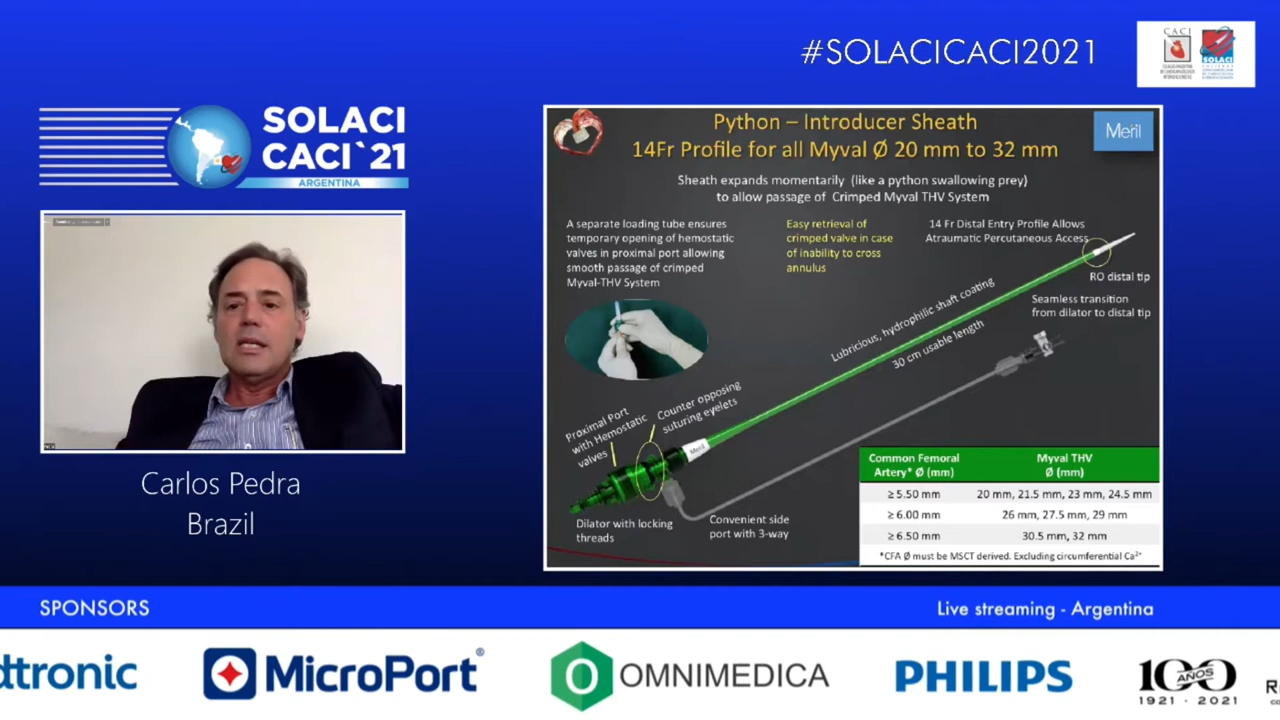 #SOLACICACI2021
CACI
SOLACI
SOLACI
CACI`21
ARGENTINA
Carlos Pedra
Brazil
Python – Introducer Sheath
14Fr Profile for all Myval Ø 20 mm to 32 mm
Meril
Sheath expands momentarily (like a python swallowing prey)
to allow passage of Crimped Myval THV System
A separate loading tube ensures
temporary opening of hemostatic
valves in proximal port allowing
smooth passage of crimped
Myval-THV System
Easy retrieval of
crimped valve in case
of inability to cross
annulus
14 Fr Distal Entry Profile Allows
Atraumatic Percutaneous Access
RO distal tip
Seamless transition
from dilator to distal tip
Lubricious, hydrophilic shaft coating
30 cm usable length
Proximal Port
with Hemostatic
valves
Counter opposing
suturing eyelets
Meril
Dilator with locking
threads
Convenient side
port with 3-way
Common Femoral Myval THV
Artery* Ø (mm) Ø (mm)
≥ 5.50 mm 20 mm, 21.5 mm, 23 mm, 24.5 mm
≥ 6.00 mm 26 mm, 27.5 mm, 29 mm
≥ 6.50 mm 30.5 mm, 32 mm
*CFA Ø must be MSCT derived. Excluding circumferential Ca²⁺
SPONSORS
Live streaming - Argentina
dtronic
MicroPort®
OMNIMEDICA
PHILIPS
100
AÑOS
1921 · 2021